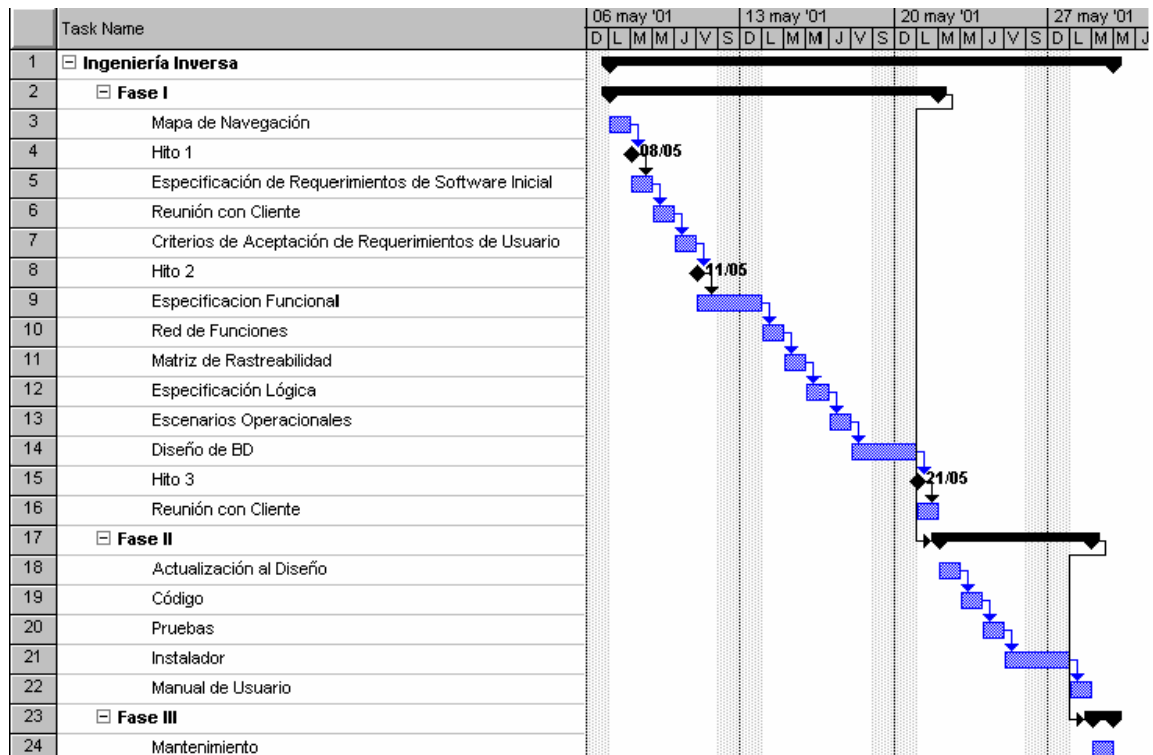 Task Name
06 may '01 13 may '01 20 may '01 27 may '01
D L M M J V S D L M M J V S D L M M J V S D L M M J
1 Ingeniería Inversa
2 Fase I
3 Mapa de Navegación
4 Hito 1 08/05
5 Especificación de Requerimientos de Software Inicial
6 Reunión con Cliente
7 Criterios de Aceptación de Requerimientos de Usuario
8 Hito 2 11/05
9 Especificacion Funcional
10 Red de Funciones
11 Matriz de Rastreabilidad
12 Especificación Lógica
13 Escenarios Operacionales
14 Diseño de BD
15 Hito 3 21/05
16 Reunión con Cliente
17 Fase II
18 Actualización al Diseño
19 Código
20 Pruebas
21 Instalador
22 Manual de Usuario
23 Fase III
24 Mantenimiento